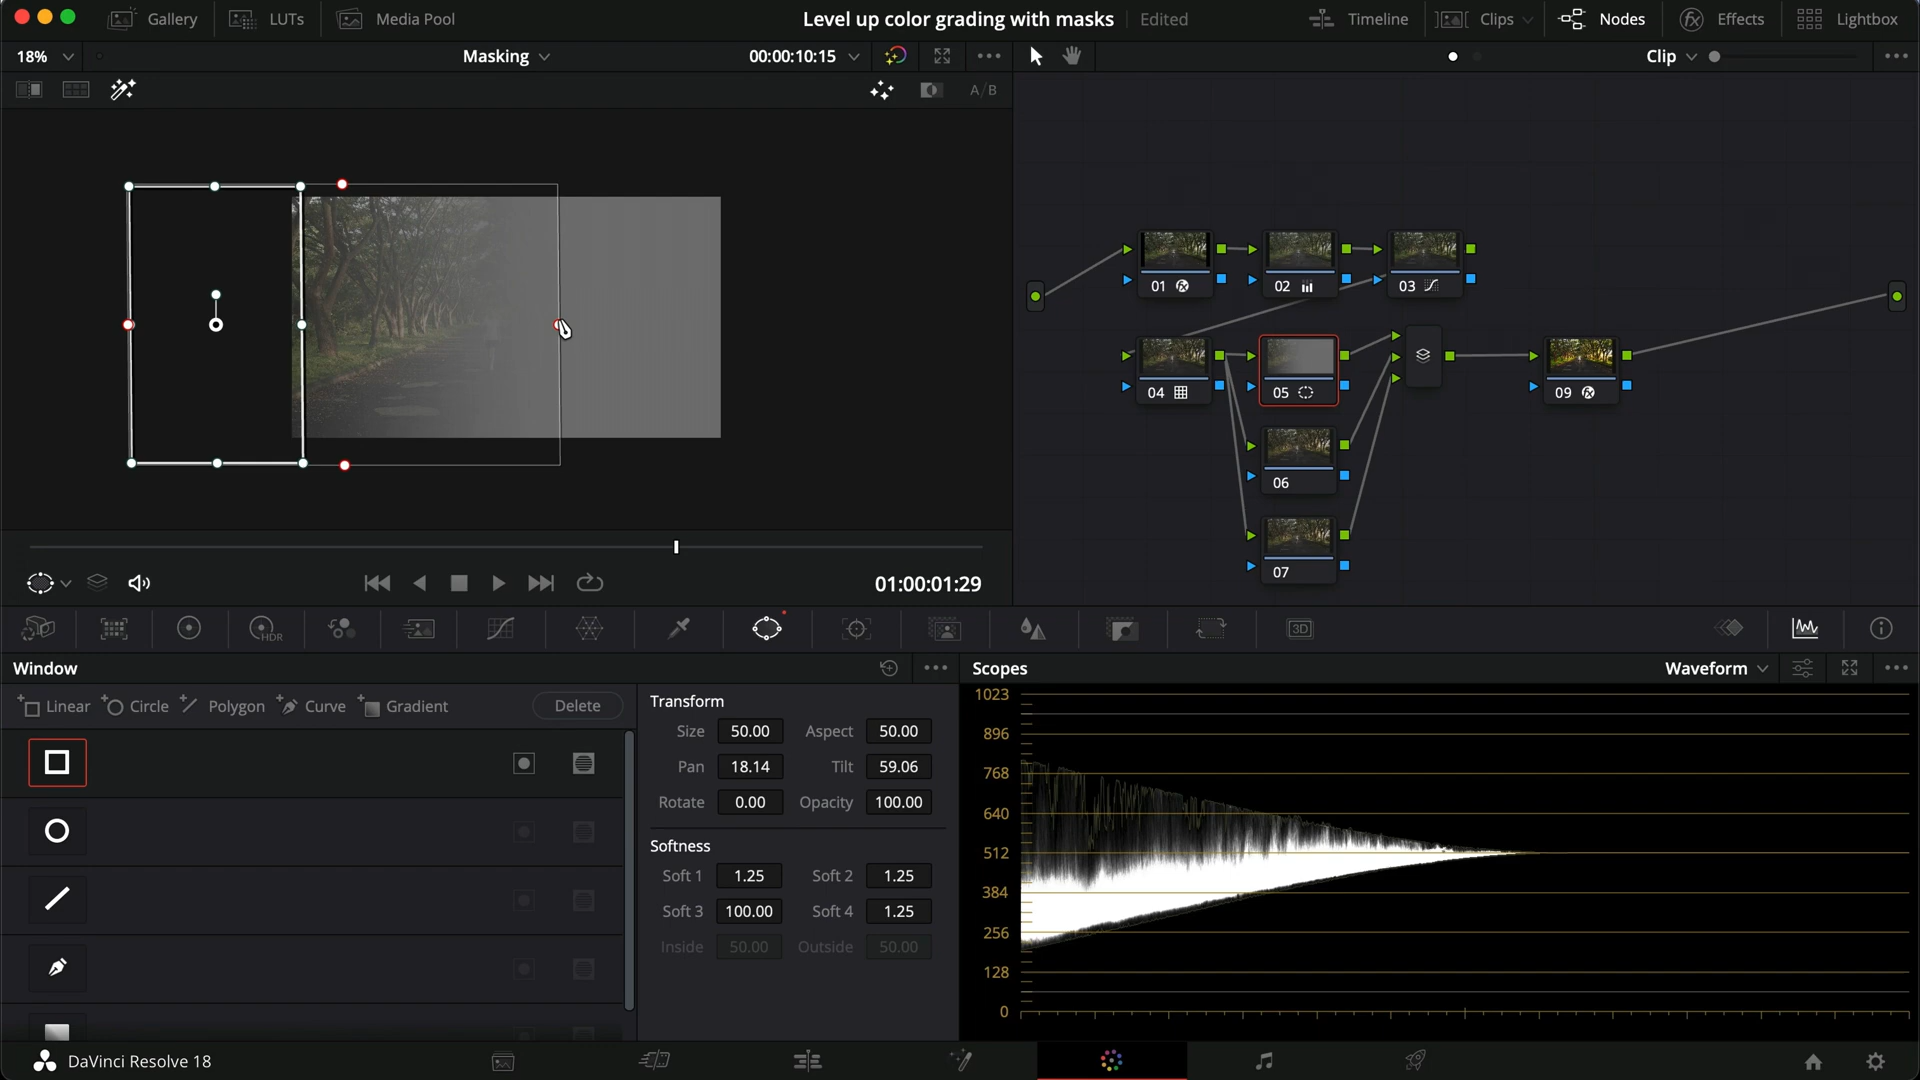 Gallery LUTs Media Pool Level up color grading with masks Edited Timeline Clips Nodes Effects Lightbox
18% Masking 00:00:10:15 Clip
A/B
01 02 03
04 05 09
06
07
01:00:01:29
HDR 3D
Window Scopes Waveform
Linear Circle Polygon Curve Gradient Delete
Transform
Size 50.00 Aspect 50.00
Pan 18.14 Tilt 59.06
Rotate 0.00 Opacity 100.00
Softness
Soft 1 1.25 Soft 2 1.25
Soft 3 100.00 Soft 4 1.25
Inside 50.00 Outside 50.00
1023
896
768
640
512
384
256
128
0
DaVinci Resolve 18